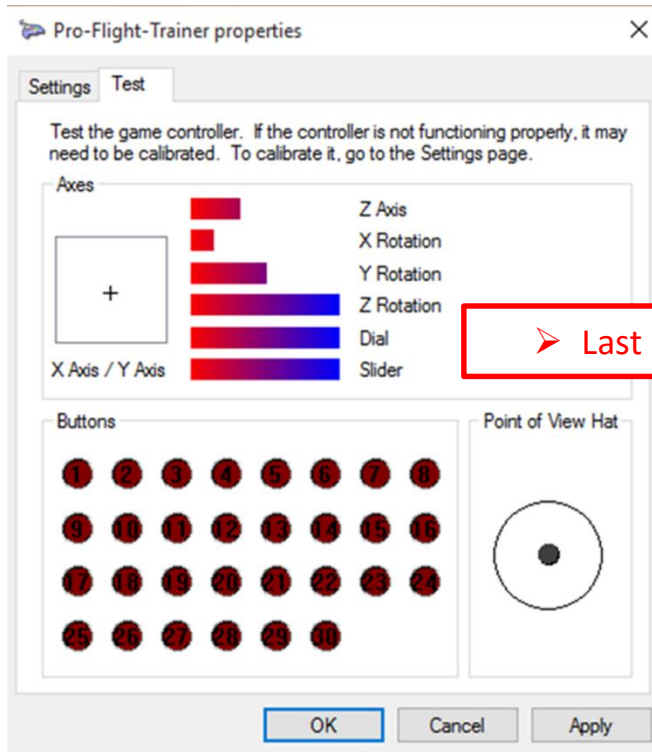 Pro-Flight-Trainer properties
Settings Test
Test the game controller. If the controller is not functioning properly, it may
need to be calibrated. To calibrate it, go to the Settings page.
Axes
Z Axis
X Rotation
Y Rotation
Z Rotation
Dial
Slider
X Axis / Y Axis
➢ Last
Buttons
1 2 3 4 5 6 7 8
9 10 11 12 13 14 15 16
17 18 19 20 21 22 23 24
25 26 27 28 29 30
Point of View Hat
OK Cancel Apply